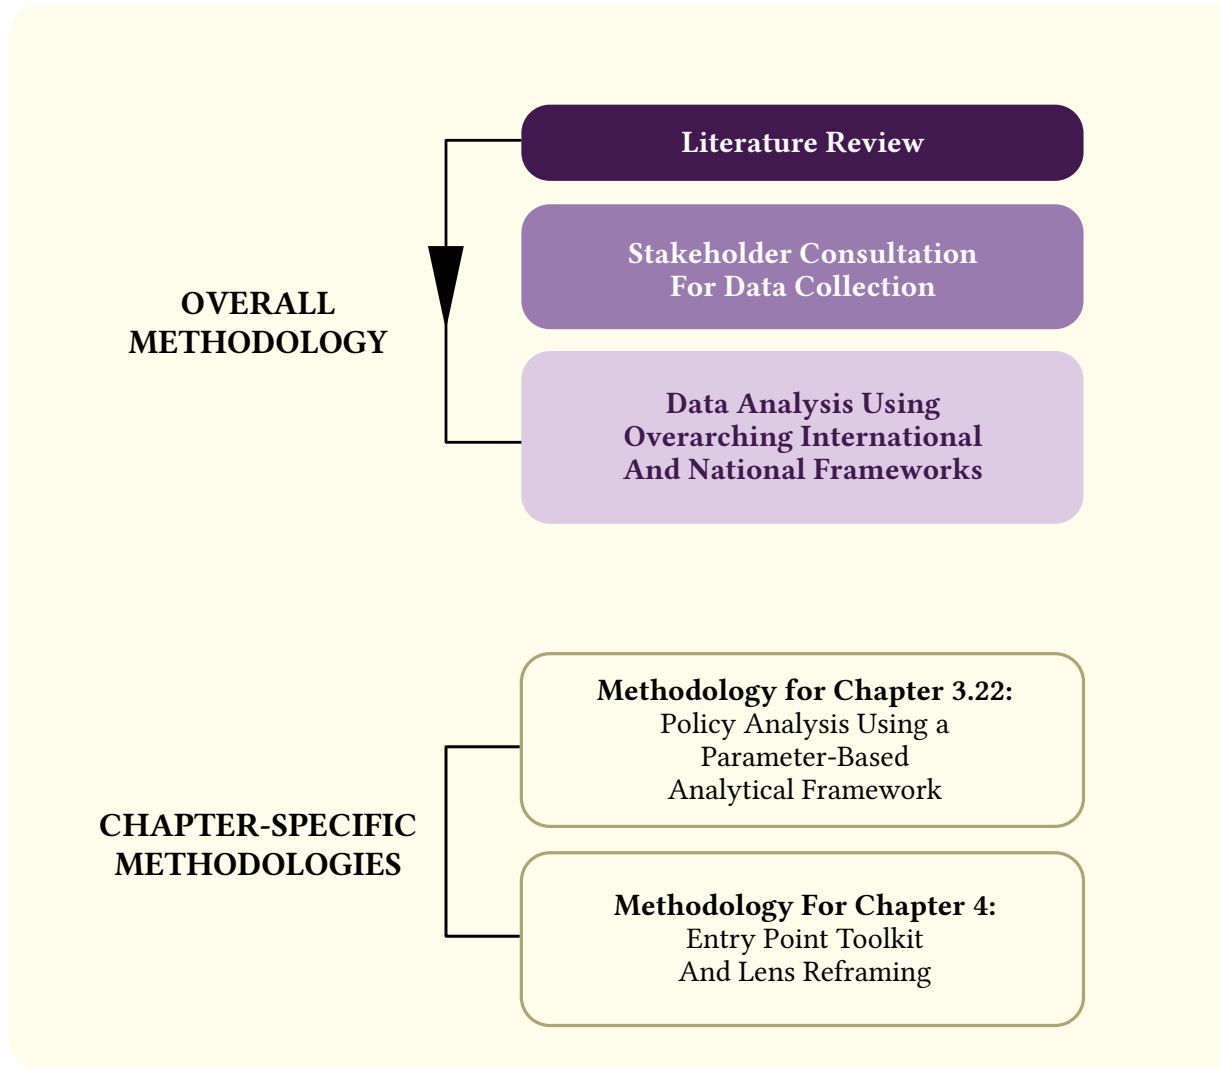 Literature Review
Stakeholder Consultation
For Data Collection
OVERALL
METHODOLOGY
Data Analysis Using
Overarching International
And National Frameworks
Methodology for Chapter 3.22:
Policy Analysis Using a
Parameter-Based
Analytical Framework
CHAPTER-SPECIFIC
METHODOLOGIES
Methodology For Chapter 4:
Entry Point Toolkit
And Lens Reframing